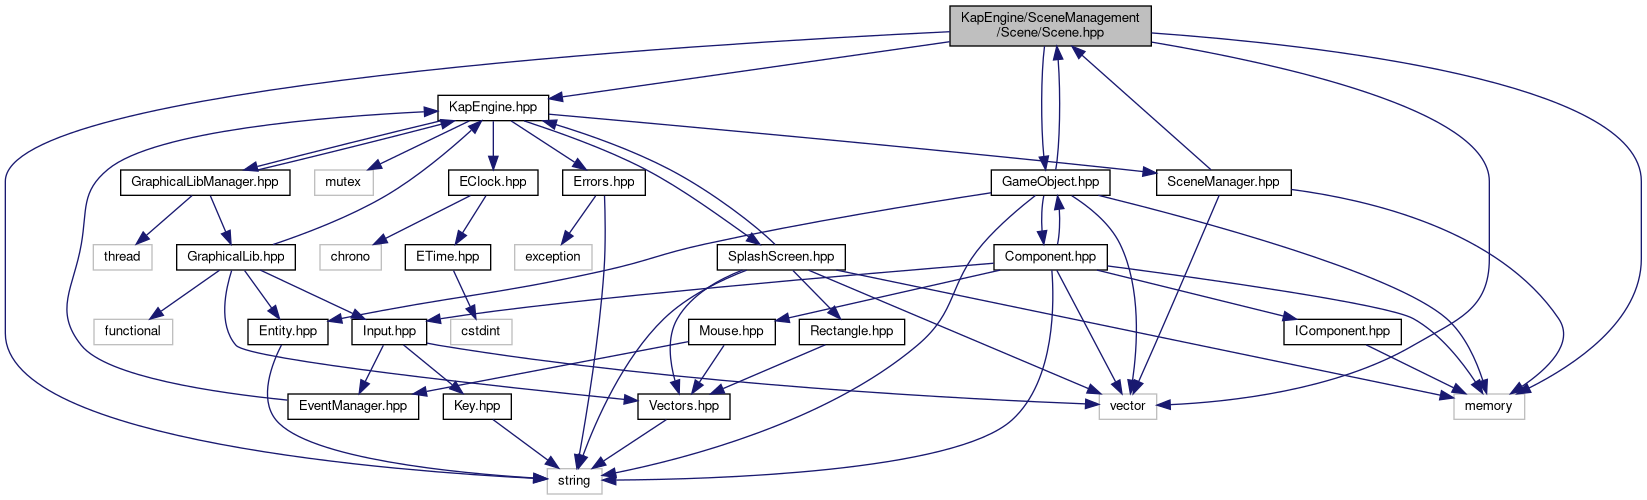 KapEngine/SceneManagement
/Scene/Scene.hpp
KapEngine.hpp
GraphicalLibManager.hpp
mutex
EClock.hpp
Errors.hpp
GameObject.hpp
SceneManager.hpp
thread
GraphicalLib.hpp
chrono
ETime.hpp
exception
SplashScreen.hpp
Component.hpp
functional
Entity.hpp
Input.hpp
cstdint
Mouse.hpp
Rectangle.hpp
IComponent.hpp
EventManager.hpp
Key.hpp
Vectors.hpp
vector
memory
string